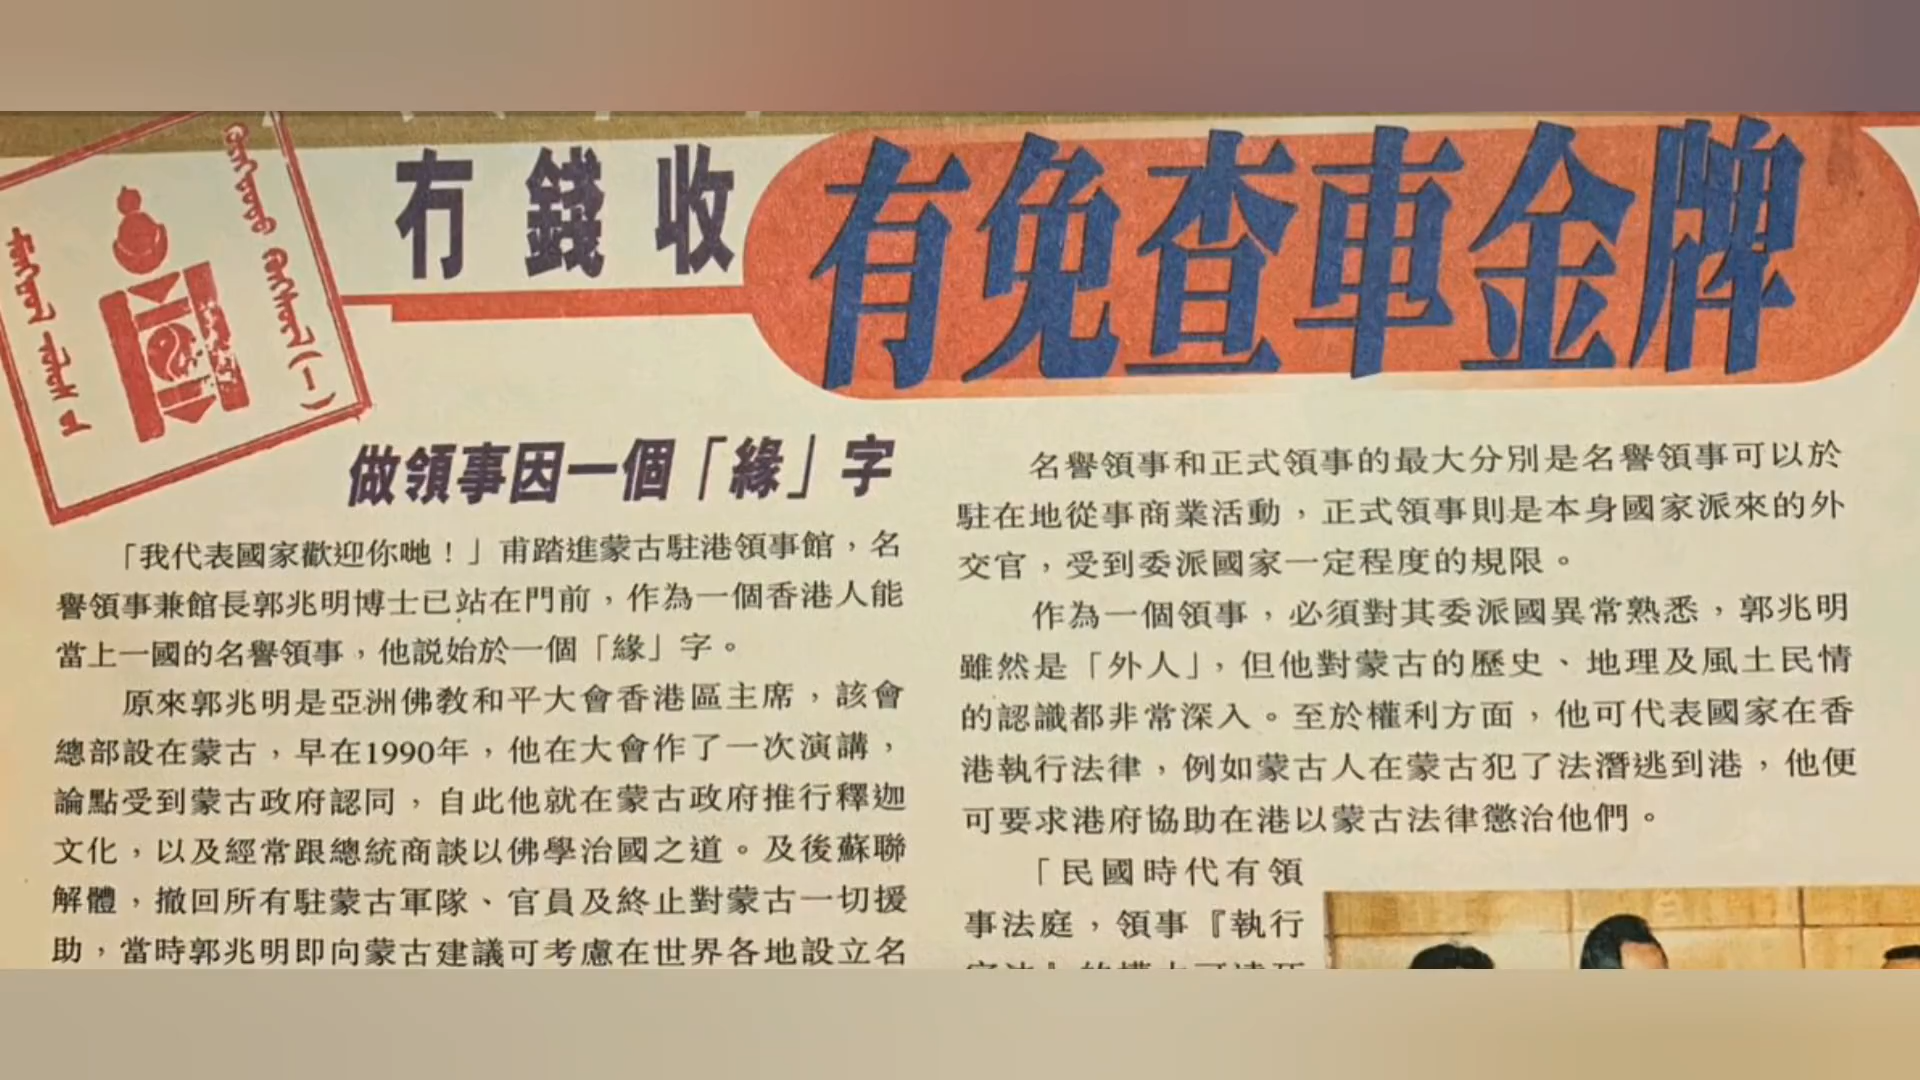 冇錢收
有免查車金牌
做領事因一個「緣」字
「我代表國家歡迎你哋！」甫踏進蒙古駐港領事館，名
譽領事兼館長郭兆明博士已站在門前，作為一個香港人能
當上一國的名譽領事，他説始於一個「緣」字。
原來郭兆明是亞洲佛教和平大會香港區主席，該會
總部設在蒙古，早在1990年，他在大會作了一次演講，
論點受到蒙古政府認同，自此他就在蒙古政府推行釋迦
文化，以及經常跟總統商談以佛學治國之道。及後蘇聯
解體，撤回所有駐蒙古軍隊、官員及終止對蒙古一切援
助，當時郭兆明即向蒙古建議可考慮在世界各地設立名
名譽領事和正式領事的最大分別是名譽領事可以於
駐在地從事商業活動，正式領事則是本身國家派來的外
交官，受到委派國家一定程度的規限。
作為一個領事，必須對其委派國異常熟悉，郭兆明
雖然是「外人」，但他對蒙古的歷史、地理及風土民情
的認識都非常深入。至於權利方面，他可代表國家在香
港執行法律，例如蒙古人在蒙古犯了法潛逃到港，他便
可要求港府協助在港以蒙古法律懲治他們。
「民國時代有領
事法庭，領事『執行